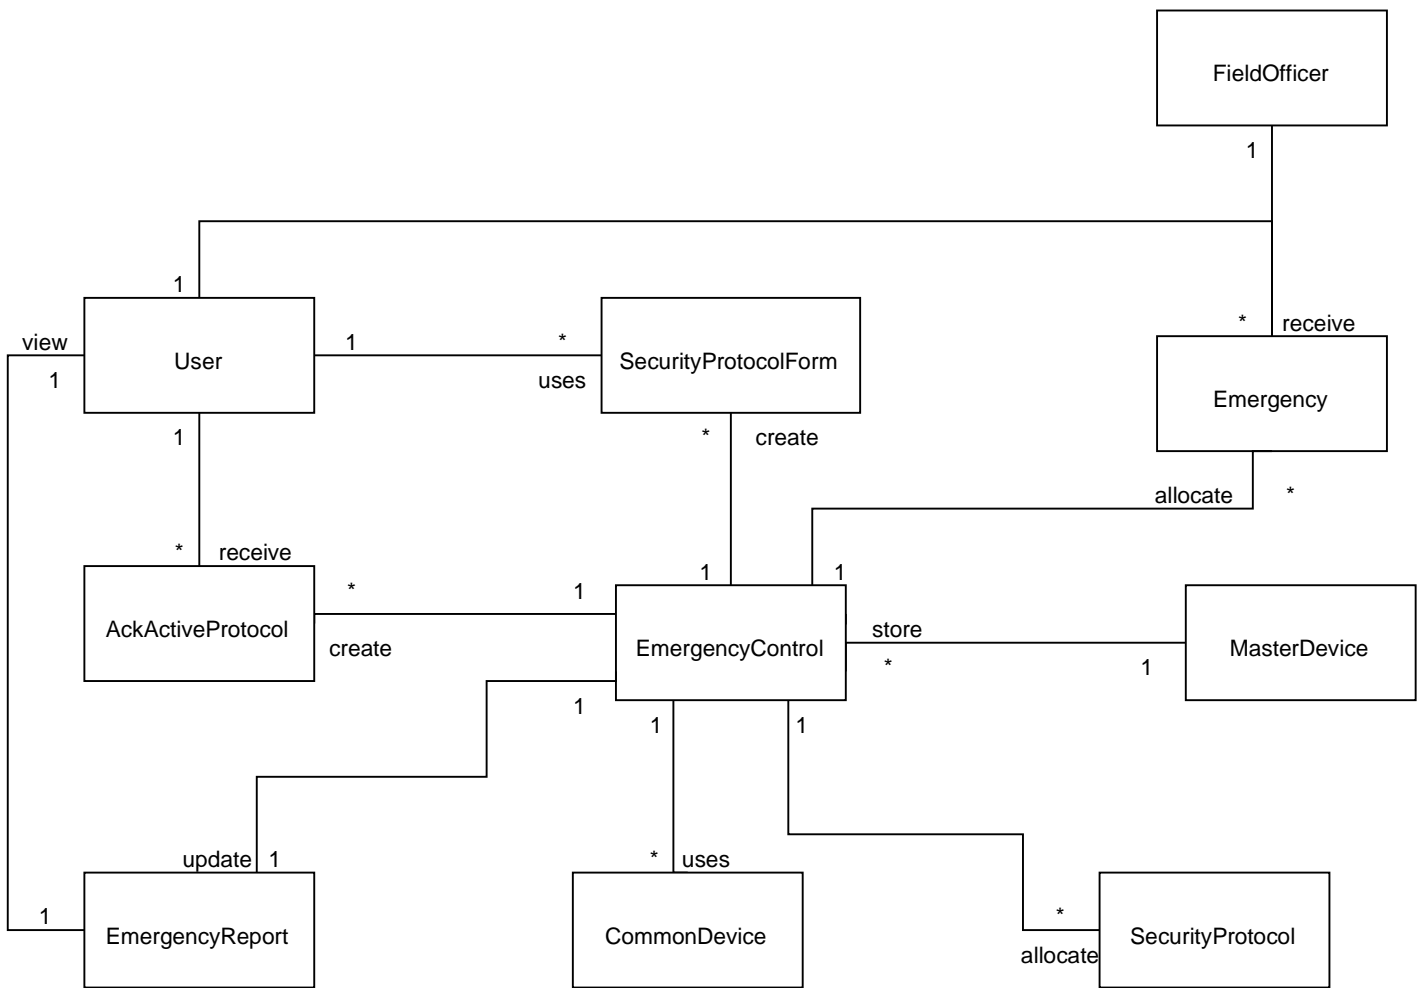 FieldOfficer
1
1
* receive
view
1
User
1
*
uses
SecurityProtocolForm
Emergency
1
* create
allocate *
* receive
*
1
1
1
AckActiveProtocol
create
EmergencyControl
store
*
1
MasterDevice
1
1
1
update 1
* uses
1
EmergencyReport
CommonDevice
*
allocate
SecurityProtocol